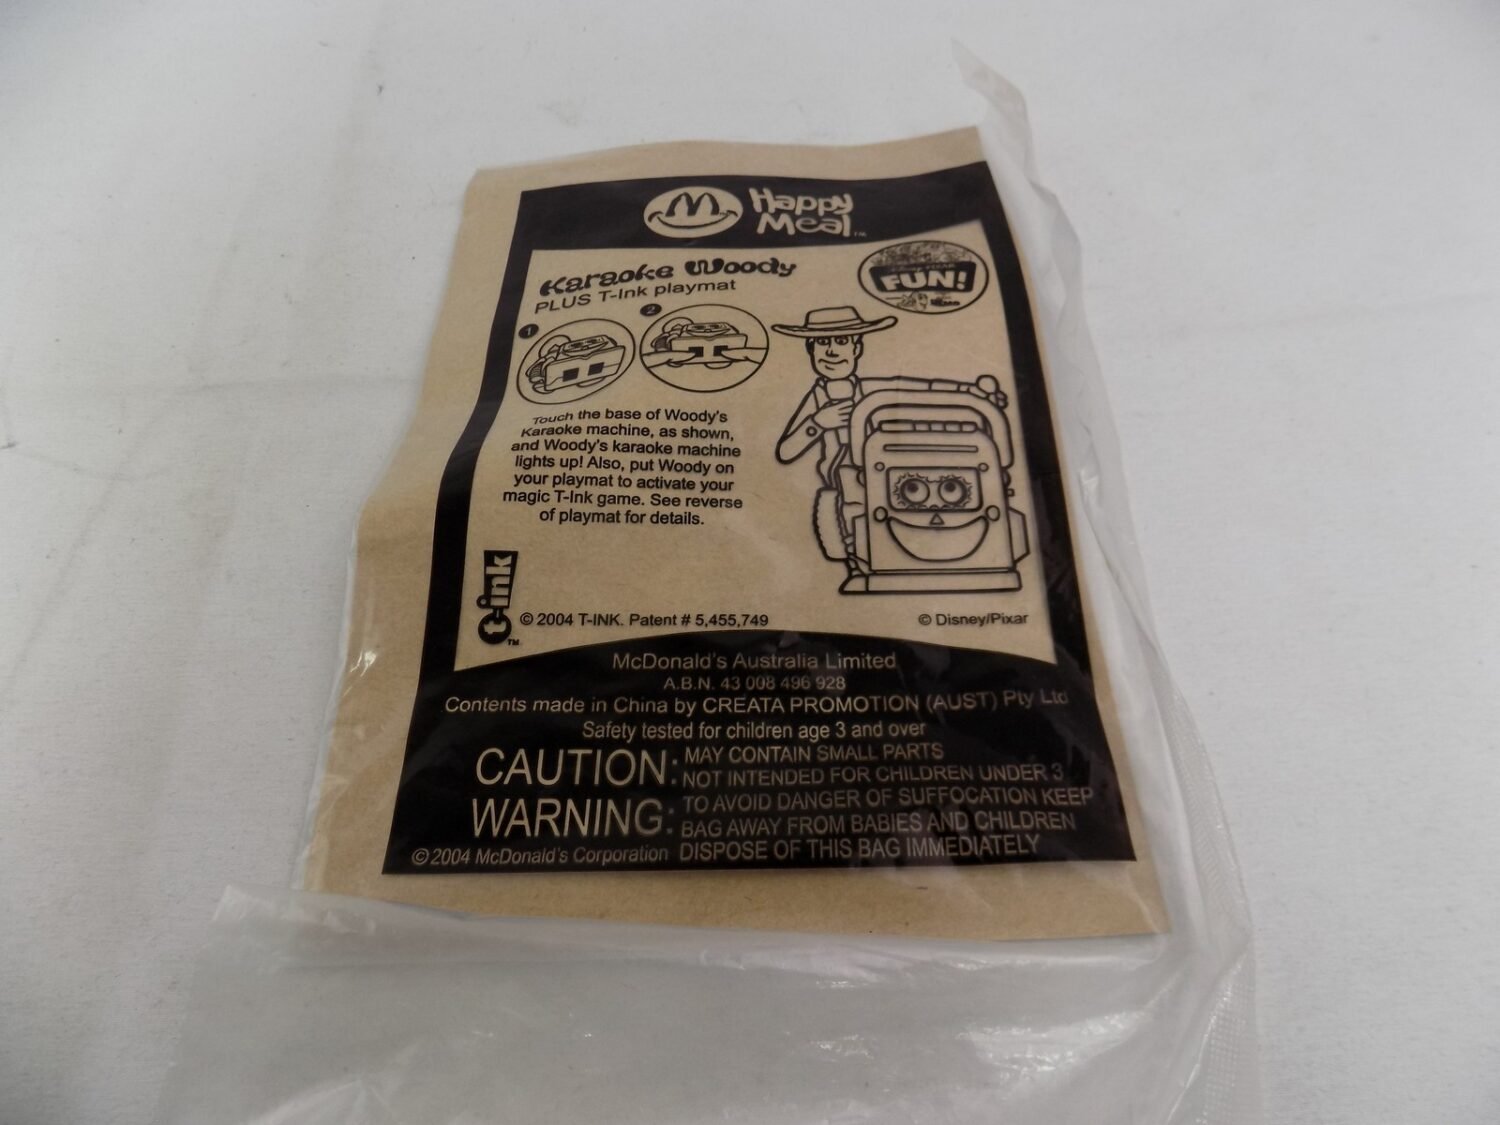 Happy
Meal™
Karaoke Woody
PLUS T-Ink playmat
FUN!
1
2
Touch the base of Woody's
Karaoke machine, as shown,
and Woody's karaoke machine
lights up! Also, put Woody on
your playmat to activate your
magic T-Ink game. See reverse
of playmat for details.
t-ink™
© 2004 T-INK. Patent # 5,455,749
© Disney/Pixar
McDonald's Australia Limited
A.B.N. 43 008 496 928
Contents made in China by CREATA PROMOTION (AUST) Pty Ltd
Safety tested for children age 3 and over
CAUTION: MAY CONTAIN SMALL PARTS
NOT INTENDED FOR CHILDREN UNDER 3
WARNING: TO AVOID DANGER OF SUFFOCATION KEEP
BAG AWAY FROM BABIES AND CHILDREN
DISPOSE OF THIS BAG IMMEDIATELY
© 2004 McDonald's Corporation